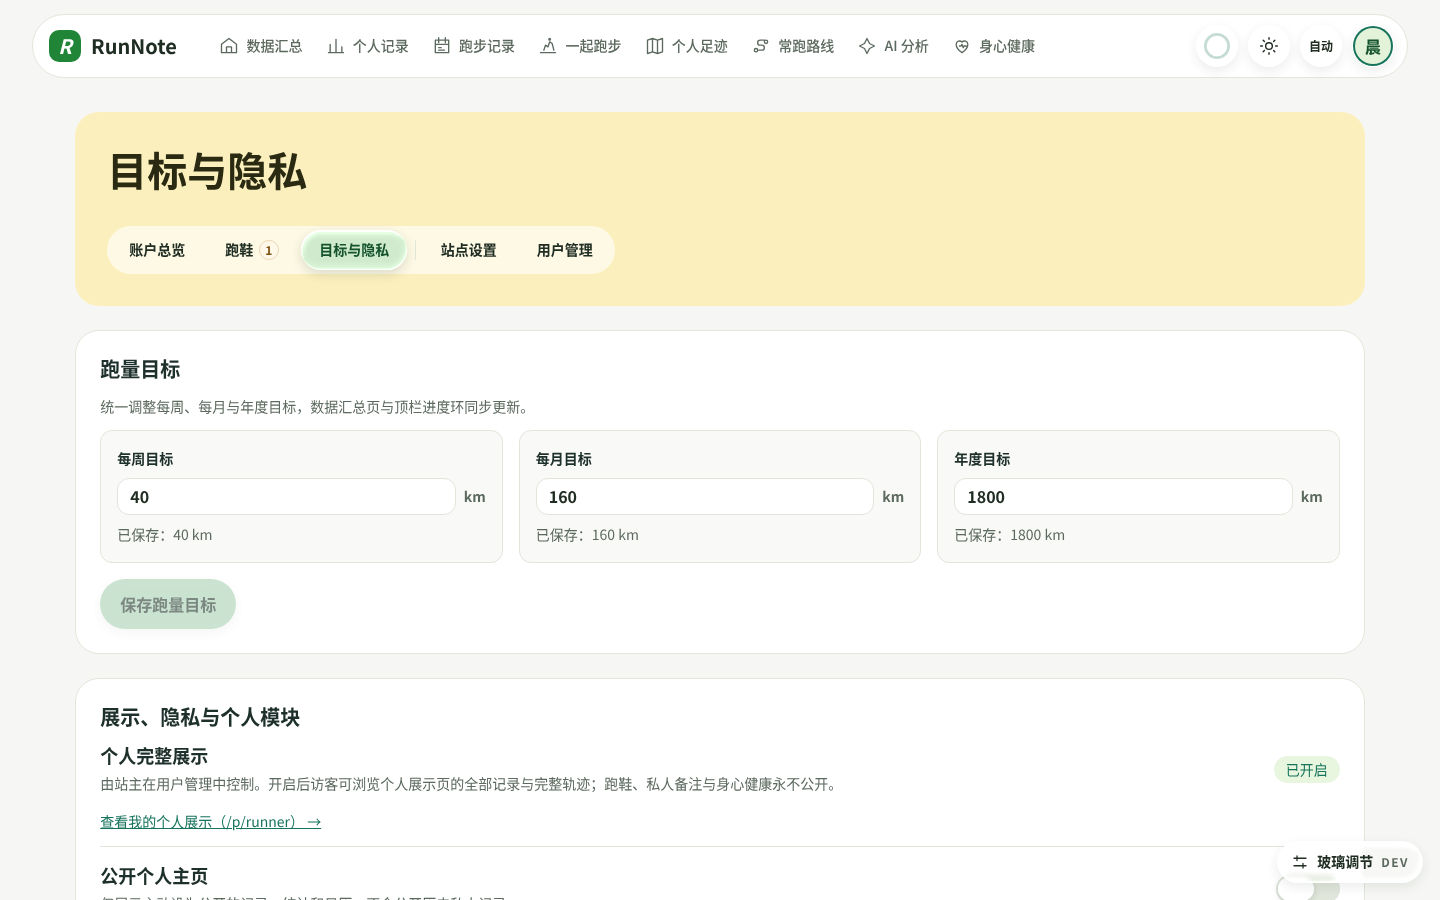 R RunNote 数据汇总 个人记录 跑步记录 一起跑步 个人足迹 常跑路线 AI 分析 身心健康 自动 晨
目标与隐私
账户总览 跑鞋 1 目标与隐私 站点设置 用户管理
跑量目标
统一调整每周、每月与年度目标，数据汇总页与顶栏进度环同步更新。
每周目标 每月目标 年度目标
40 km 160 km 1800 km
已保存：40 km 已保存：160 km 已保存：1800 km
保存跑量目标
展示、隐私与个人模块
个人完整展示
已开启
由站主在用户管理中控制。开启后访客可浏览个人展示页的全部记录与完整轨迹；跑鞋、私人备注与身心健康永不公开。
查看我的个人展示（/p/runner） →
玻璃调节 DEV
公开个人主页